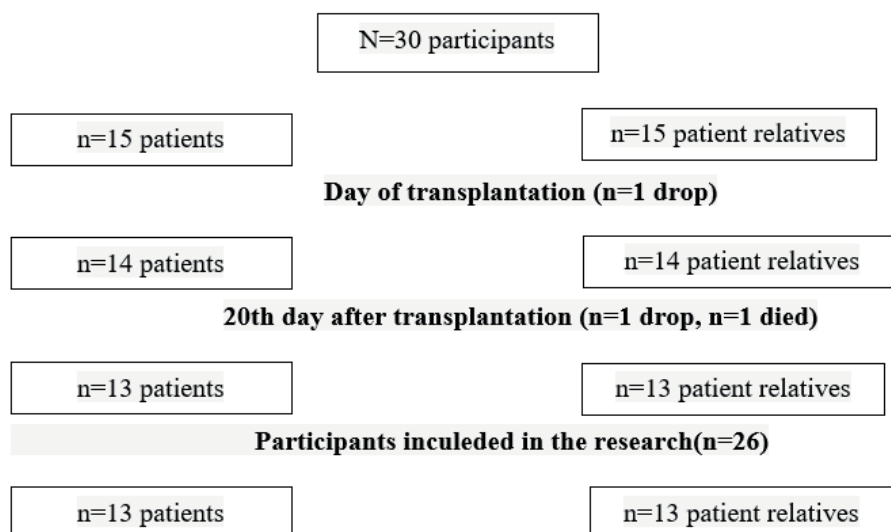 N=30 participants
n=15 patients
n=15 patient relatives
Day of transplantation (n=1 drop)
n=14 patients
n=14 patient relatives
20th day after transplantation (n=1 drop, n=1 died)
n=13 patients
n=13 patient relatives
Participants inculeded in the research(n=26)
n=13 patients
n=13 patient relatives